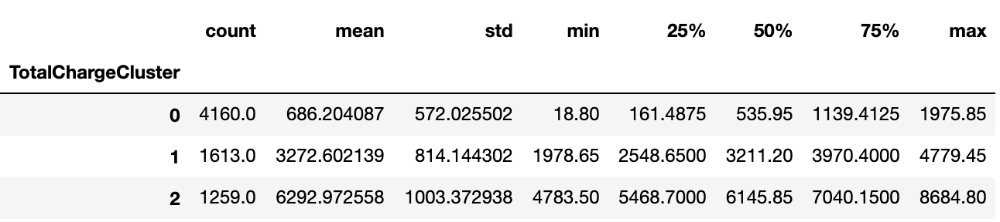 count mean std min 25% 50% 75% max
TotalChargeCluster
0 4160.0 686.204087 572.025502 18.80 161.4875 535.95 1139.4125 1975.85
1 1613.0 3272.602139 814.144302 1978.65 2548.6500 3211.20 3970.4000 4779.45
2 1259.0 6292.972558 1003.372938 4783.50 5468.7000 6145.85 7040.1500 8684.80